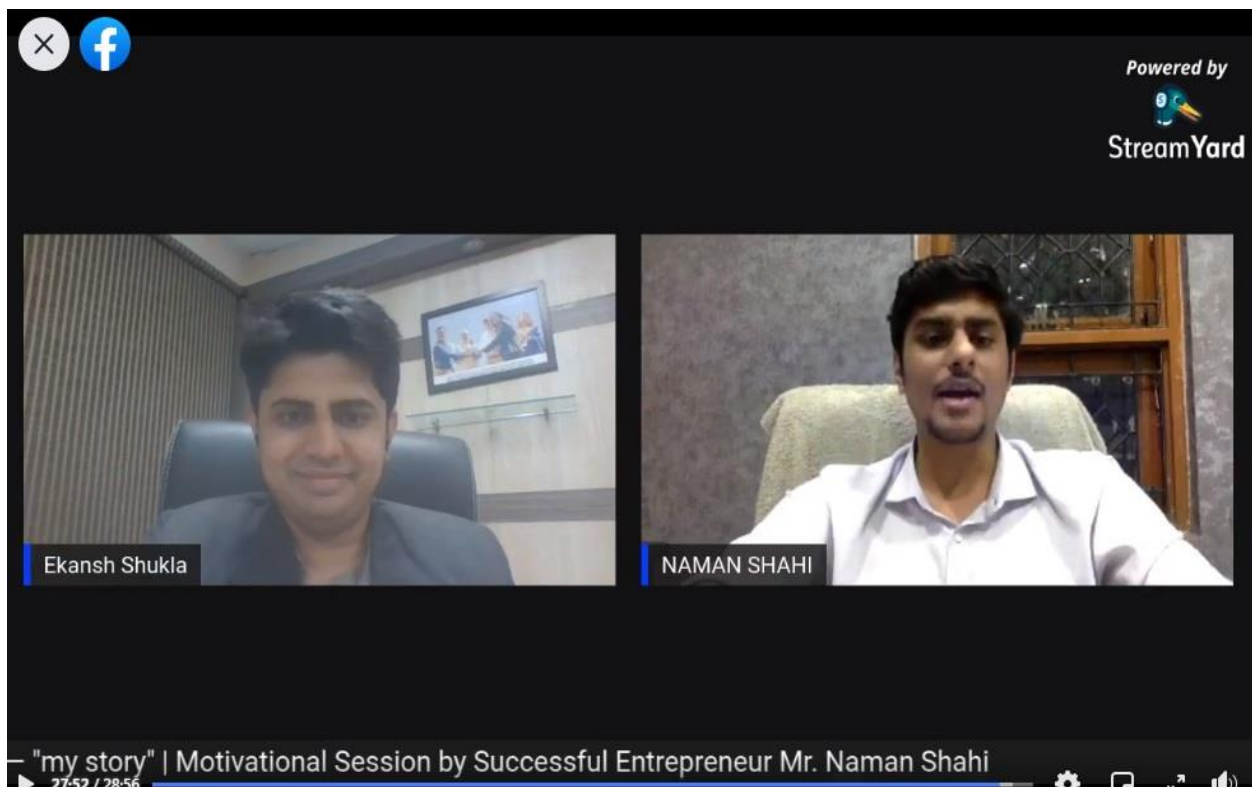 Powered by
StreamYard
Ekansh Shukla
NAMAN SHAHI
– "my story" | Motivational Session by Successful Entrepreneur Mr. Naman Shahi
27:52 / 28:56